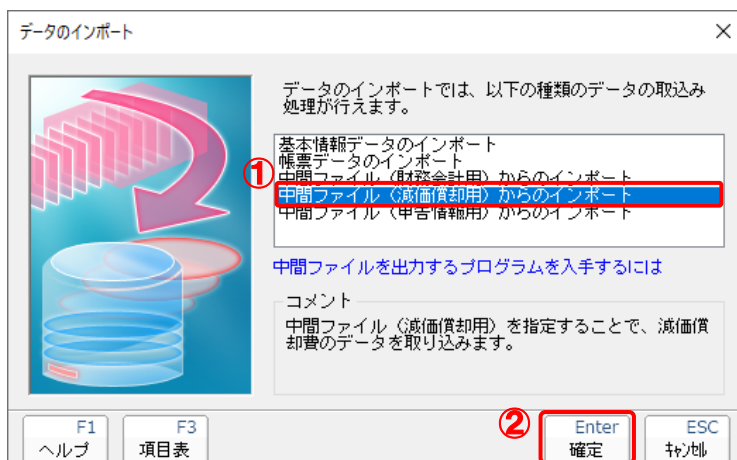 データのインポート
データのインポートでは、以下の種類のデータの取込み
処理が行えます。
基本情報データのインポート
帳票データのインポート
①
中間ファイル（財務会計用）からのインポート
中間ファイル（減価償却用）からのインポート
中間ファイル（申告情報用）からのインポート
中間ファイルを出力するプログラムを入手するには
コメント
中間ファイル（減価償却用）を指定することで、減価償
却費のデータを取り込みます。
②
F1
ヘルプ
F3
項目表
Enter
確定
ESC
ｷｬﾝｾﾙ